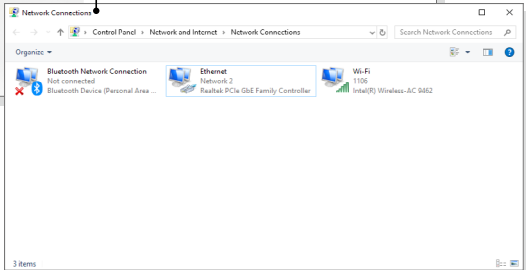 Network Connections
Control Panel › Network and Internet › Network Connections
Search Network Connections
Organize
Bluetooth Network Connection
Not connected
Bluetooth Device (Personal Area ...
Ethernet
Network 2
Realtek PCIe GbE Family Controller
Wi-Fi
1106
Intel(R) Wireless-AC 9462
3 items